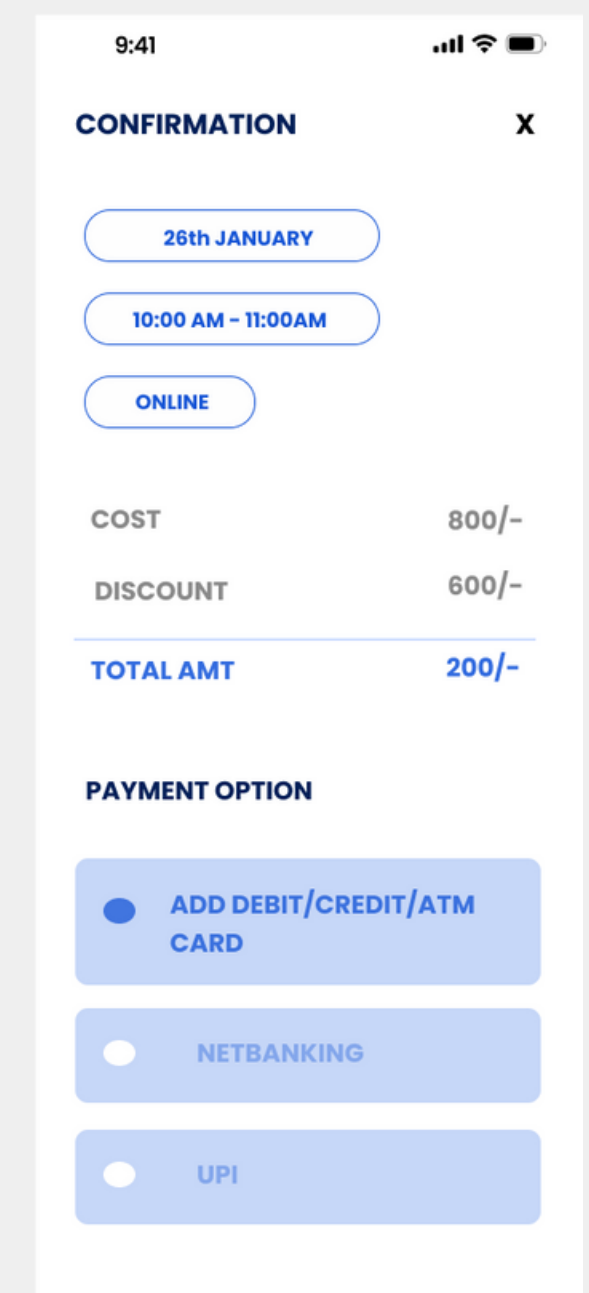 9:41
CONFIRMATION X
26th JANUARY
10:00 AM - 11:00AM
ONLINE
COST 800/-
DISCOUNT 600/-
TOTAL AMT 200/-
PAYMENT OPTION
ADD DEBIT/CREDIT/ATM
CARD
NETBANKING
UPI